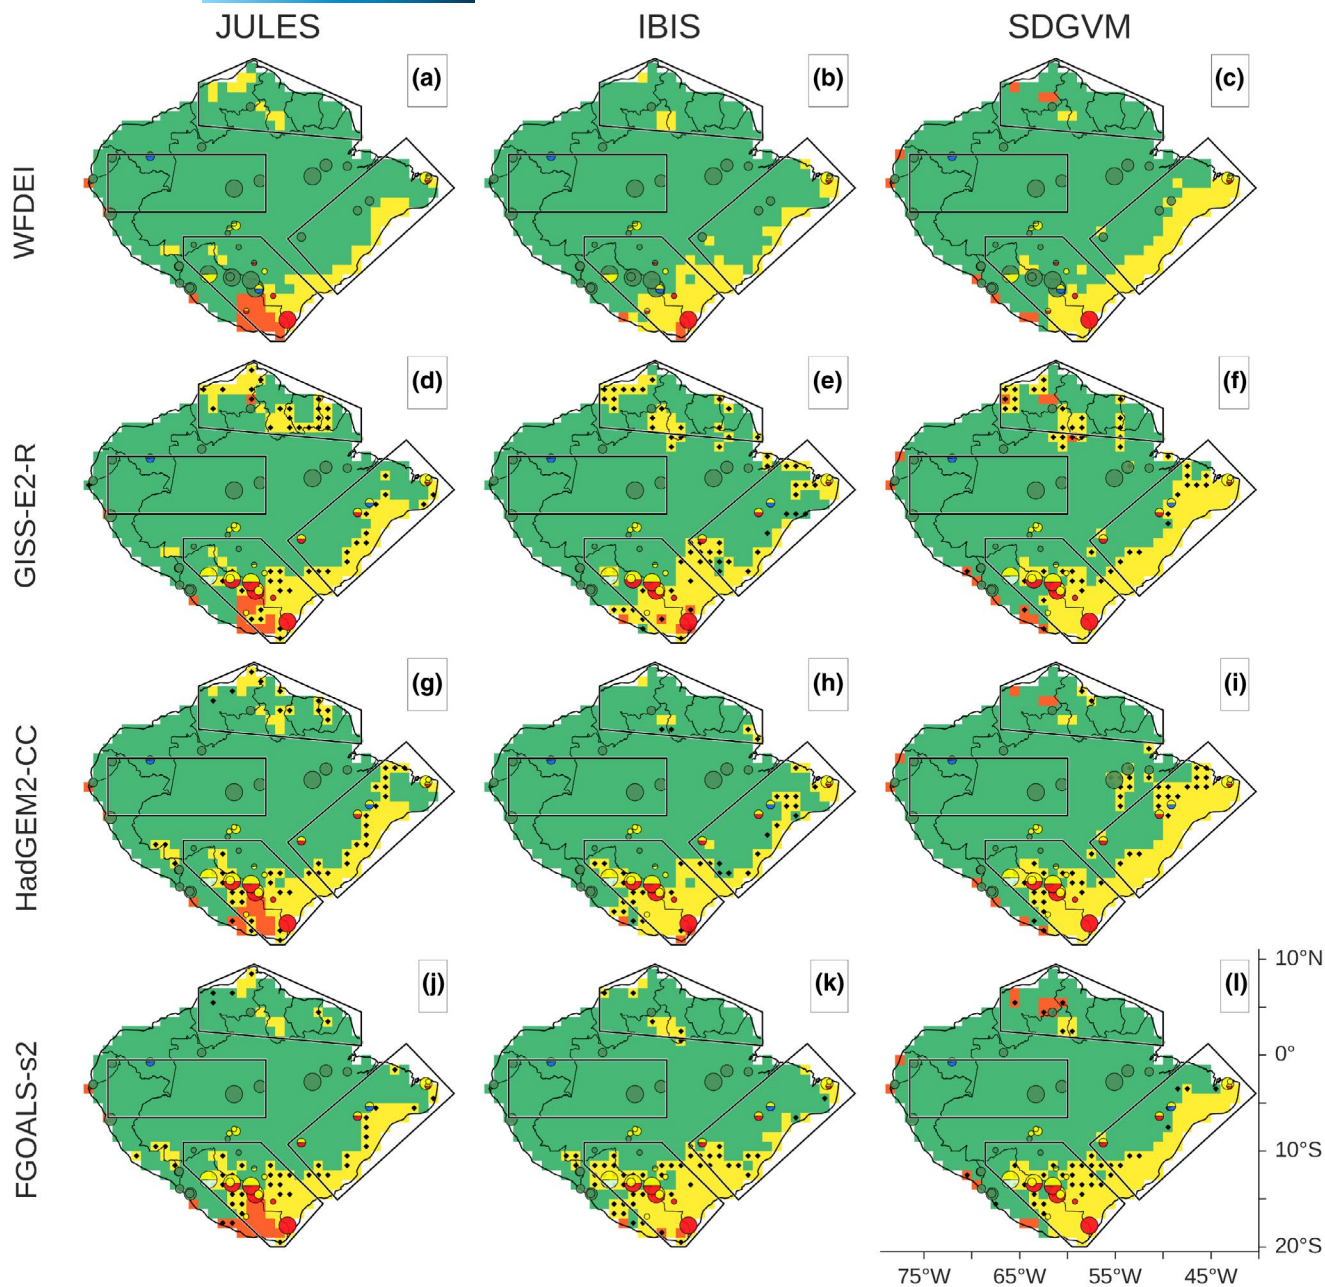 JULES IBIS SDGVM
WFDEI (a) (b) (c)
GISS-E2-R (d) (e) (f)
HadGEM2-CC (g) (h) (i)
FGOALS-s2 (j) (k) (l)
10°N
0°
10°S
20°S
75°W 65°W 55°W 45°W